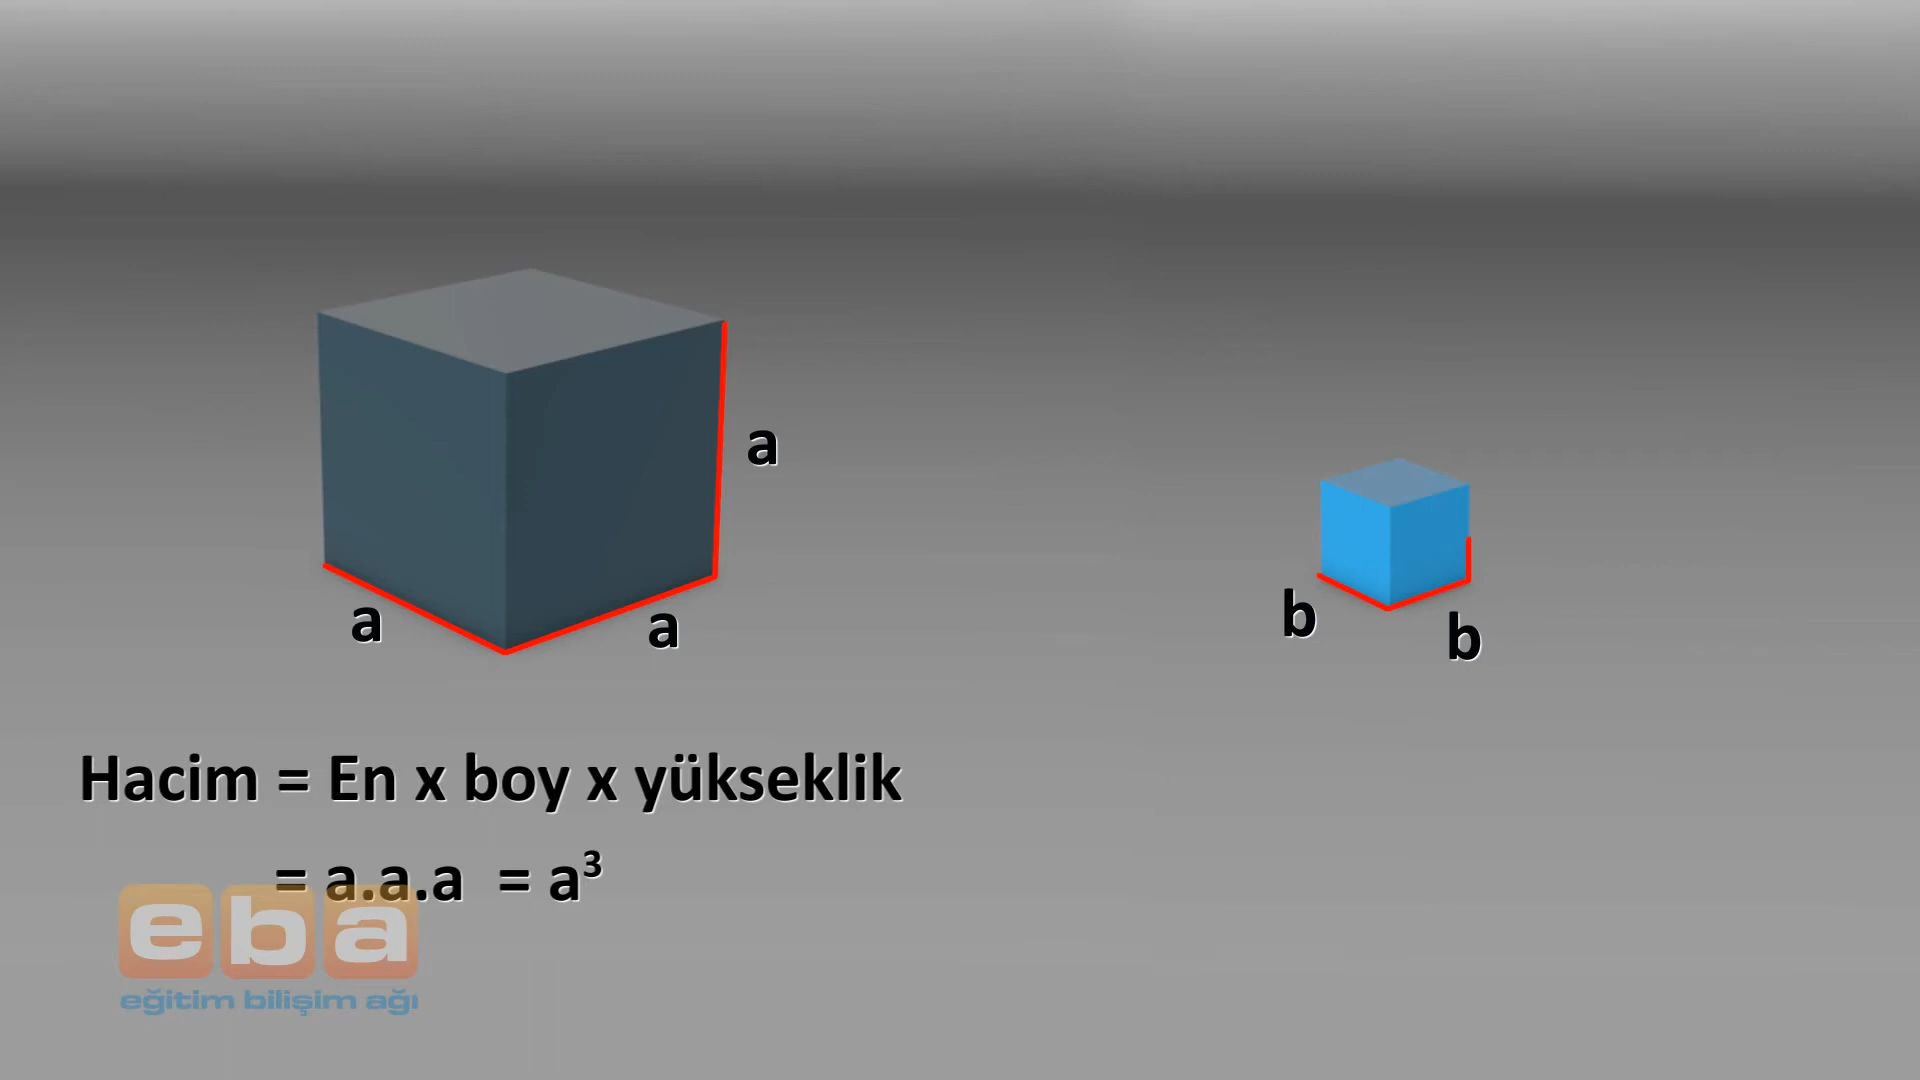 a
a
a
b
b
Hacim = En x boy x yükseklik
= a.a.a = a³
eba
eğitim bilişim ağı